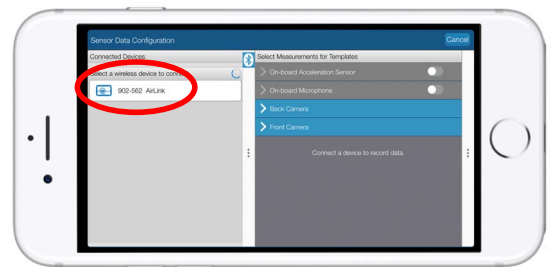 Sensor Data Configuration
Cancel
Connected Devices
Select a wireless device to conne
902-562 AirLink
Select Measurements for Templates
On-board Acceleration Sensor
On-board Microphone
Back Camera
Front Camera
Connect a device to record data.